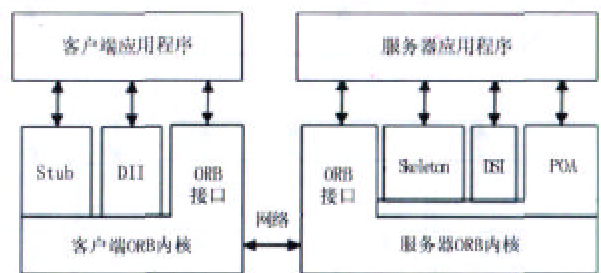 客户端应用程序
服务器应用程序
Stub
DII
ORB
接口
ORB
接口
Skeleton
DSI
POA
网络
客户端ORB内核
服务器ORB内核